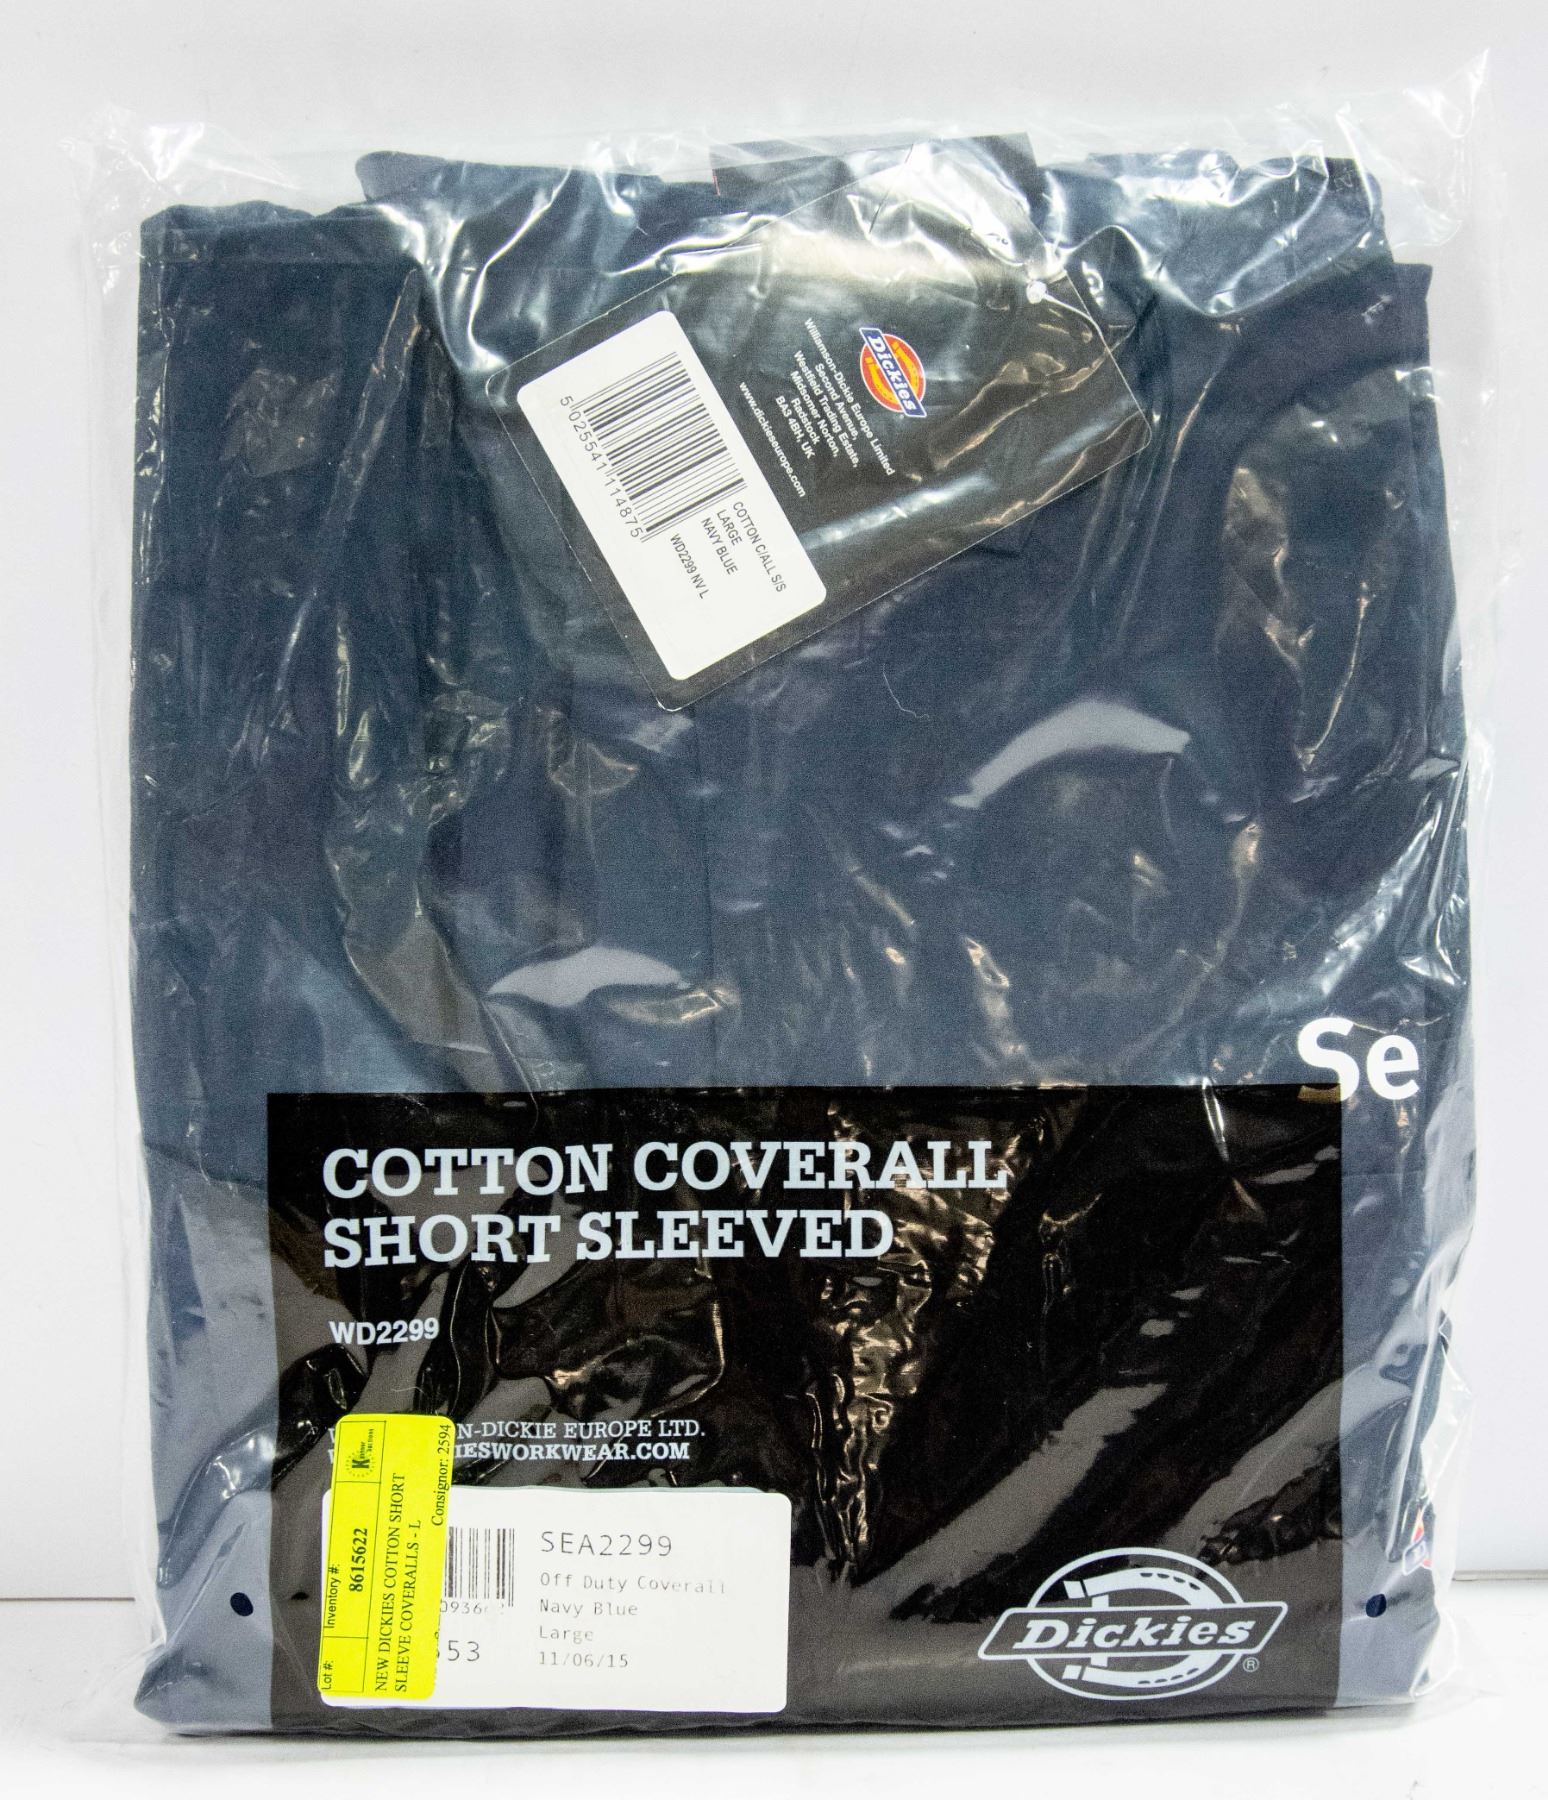 Dickies
Williamson-Dickie Europe Limited
Second Avenue,
Westfield Trading Estate,
Midsomer Norton,
Radstock
BA3 4BH, UK
www.dickieseurope.com
5 025541 114875
COTTON C/ALL S/S
LARGE
NAVY BLUE
WD2299 NV L
Se
COTTON COVERALL
SHORT SLEEVED
WD2299
N-DICKIE EUROPE LTD.
IESWORKWEAR.COM
Lot #:
Inventory #:
8615622
NEW DICKIES COTTON SHORT
SLEEVE COVERALLS - L
Consignor: 2594
SEA2299
Off Duty Coverall
Navy Blue
Large
11/06/15
53
Dickies
®